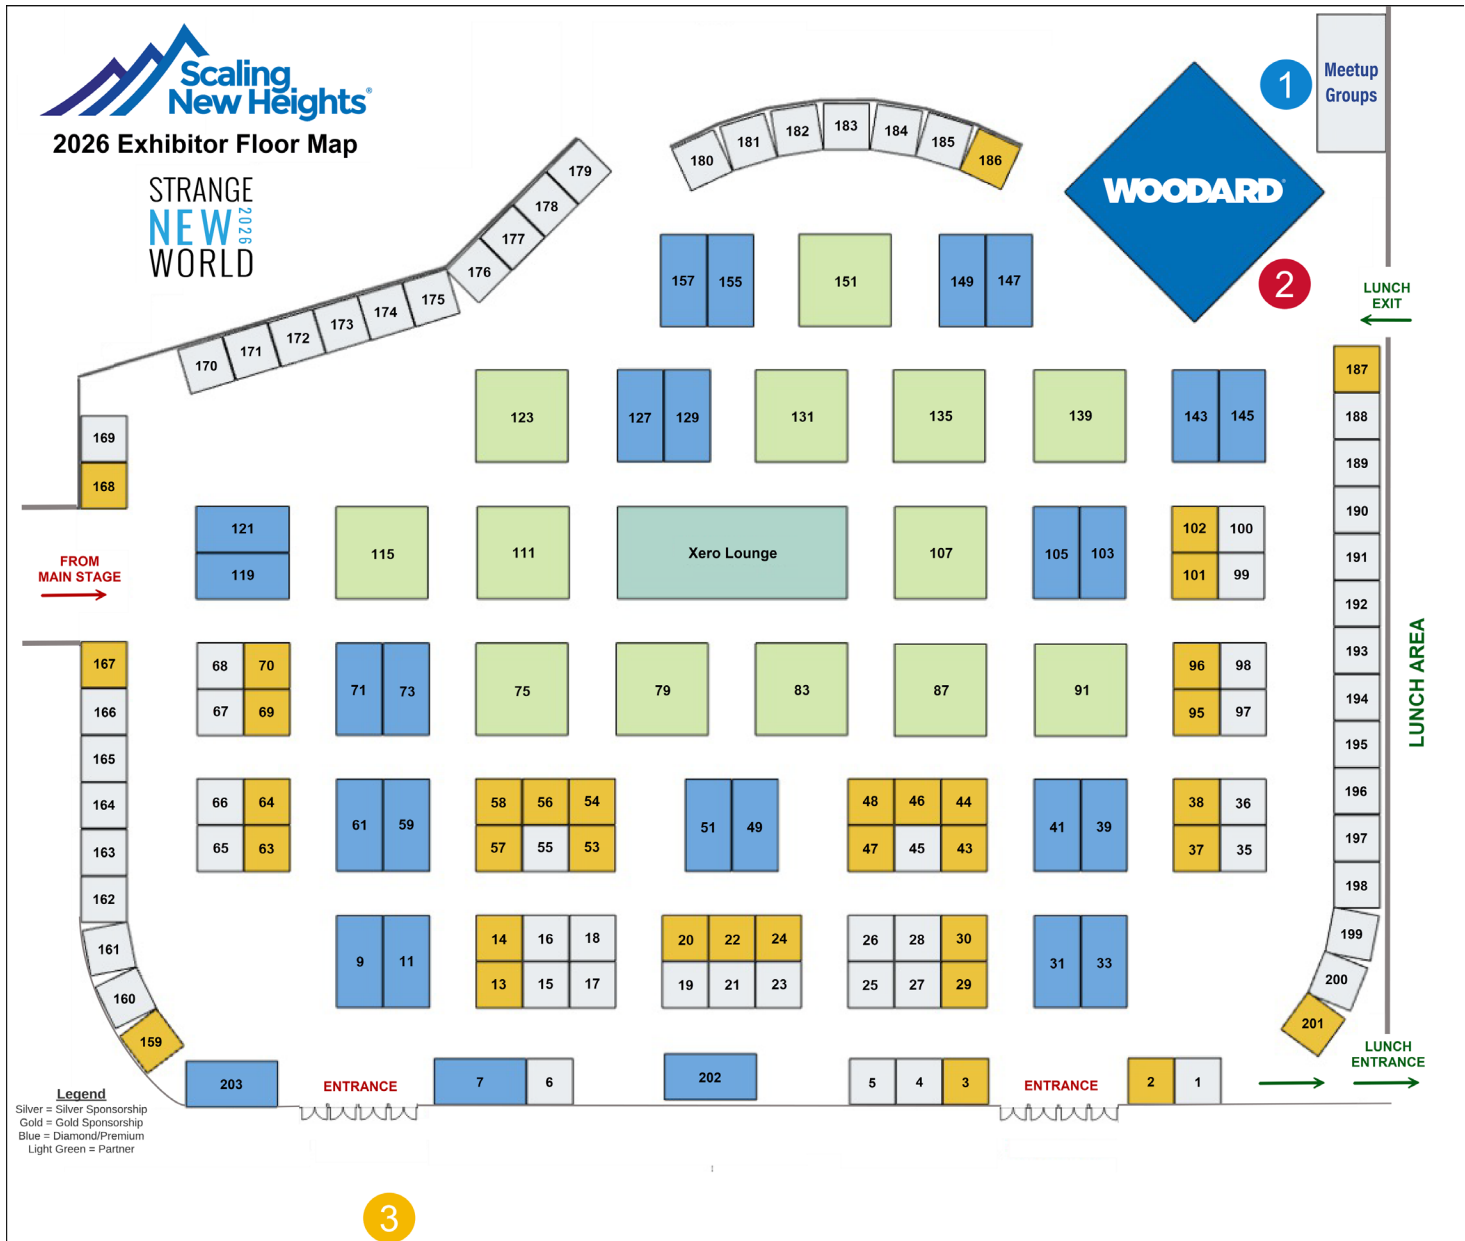 Scaling
New Heights®
2026 Exhibitor Floor Map
STRANGE
NEW 2026
WORLD
1
Meetup
Groups
WOODARD
2
LUNCH
EXIT
180 181 182 183 184 185 186
179
178
177
176
175
174
173
172
171
170
157 155 151 149 147
187
123 127 129 131 135 139 143 145
188
169
168
189
190
121
119
115 111 Xero Lounge 107 105 103
102 100
101 99
191
192
FROM
MAIN STAGE
193
194
195
LUNCH AREA
167
166
165
68 70
67 69
71 73 75 79 83 87 91
96 98
95 97
164
163
162
66 64
65 63
61 59
58 56 54
57 55 53
51 49
48 46 44
47 45 43
41 39
38 36
37 35
196
197
198
161
160
159
9 11
14 16 18
13 15 17
20 22 24
19 21 23
26 28 30
25 27 29
31 33
199
200
201
LUNCH
ENTRANCE
203 ENTRANCE 7 6 202 5 4 3 ENTRANCE 2 1
Legend
Silver = Silver Sponsorship
Gold = Gold Sponsorship
Blue = Diamond/Premium
Light Green = Partner
3